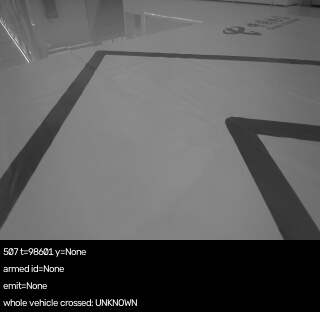 507 t=98601 y=None
armed id=None
emit=None
whole vehicle crossed: UNKNOWN